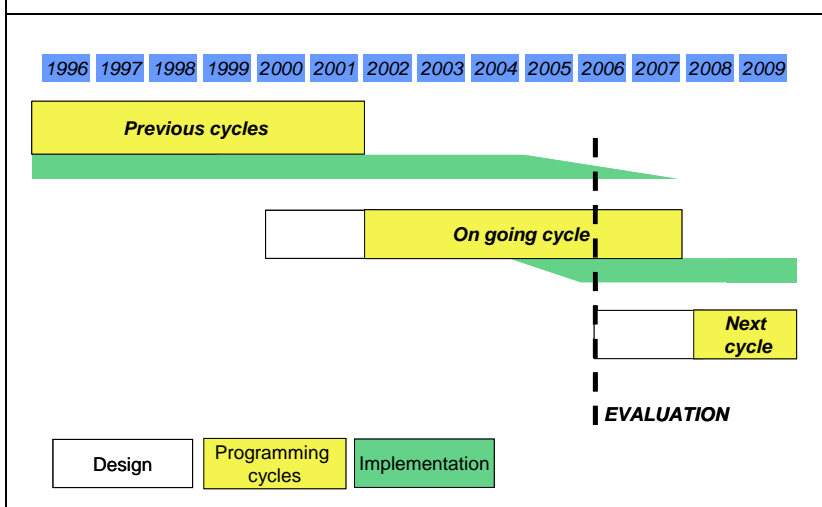 1996 1997 1998 1999 2000 2001 2002 2003 2004 2005 2006 2007 2008 2009
Previous cycles
On going cycle
Next
cycle
EVALUATION
Design
Programming
cycles
Implementation